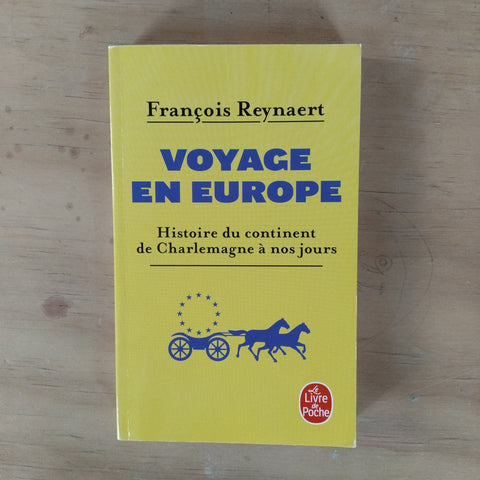 François Reynaert
VOYAGE
EN EUROPE
Histoire du continent
de Charlemagne à nos jours
Le
Livre
de
Poche